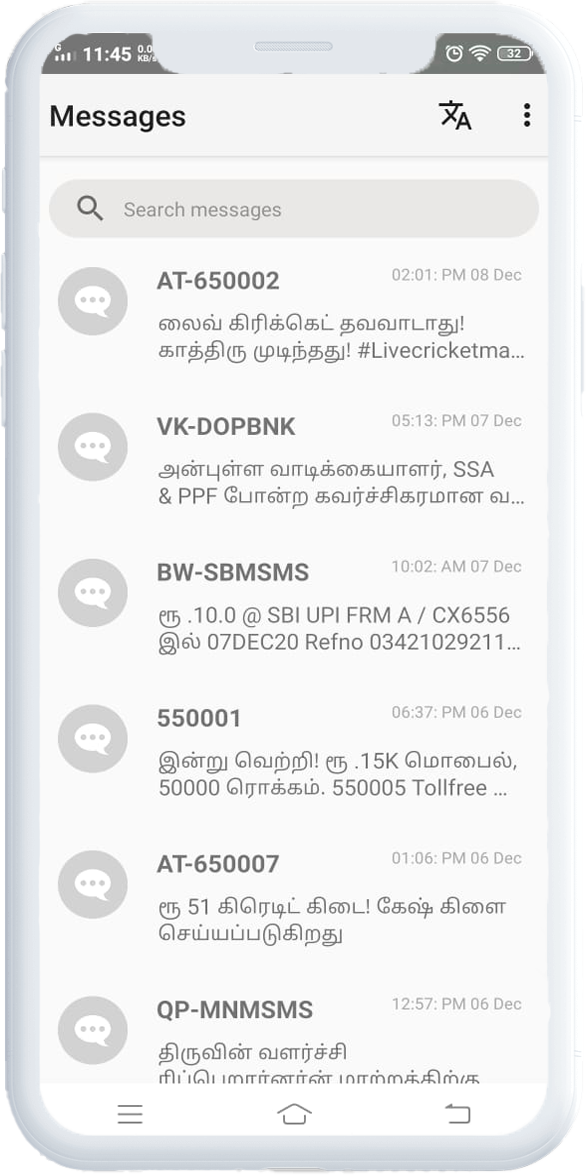 G
11:45
0.0
KB/s
32
Messages
Search messages
AT-650002
02:01: PM 08 Dec
லைவ் கிரிக்கெட் தவவாடாது!
காத்திரு முடிந்தது! #Livecricketma...
VK-DOPBNK
05:13: PM 07 Dec
அன்புள்ள வாடிக்கையாளர், SSA
& PPF போன்ற கவர்ச்சிகரமான வ...
BW-SBMSMS
10:02: AM 07 Dec
ரூ .10.0 @ SBI UPI FRM A / CX6556
இல் 07DEC20 Refno 03421029211...
550001
06:37: PM 06 Dec
இன்று வெற்றி! ரூ .15K மொபைல்,
50000 ரொக்கம். 550005 Tollfree ...
AT-650007
01:06: PM 06 Dec
ரூ 51 கிரெடிட் கிடை! கேஷ் கிளை
செய்யப்படுகிறது
QP-MNMSMS
12:57: PM 06 Dec
திருவின் வளர்ச்சி
மாற்றத்திற்கு